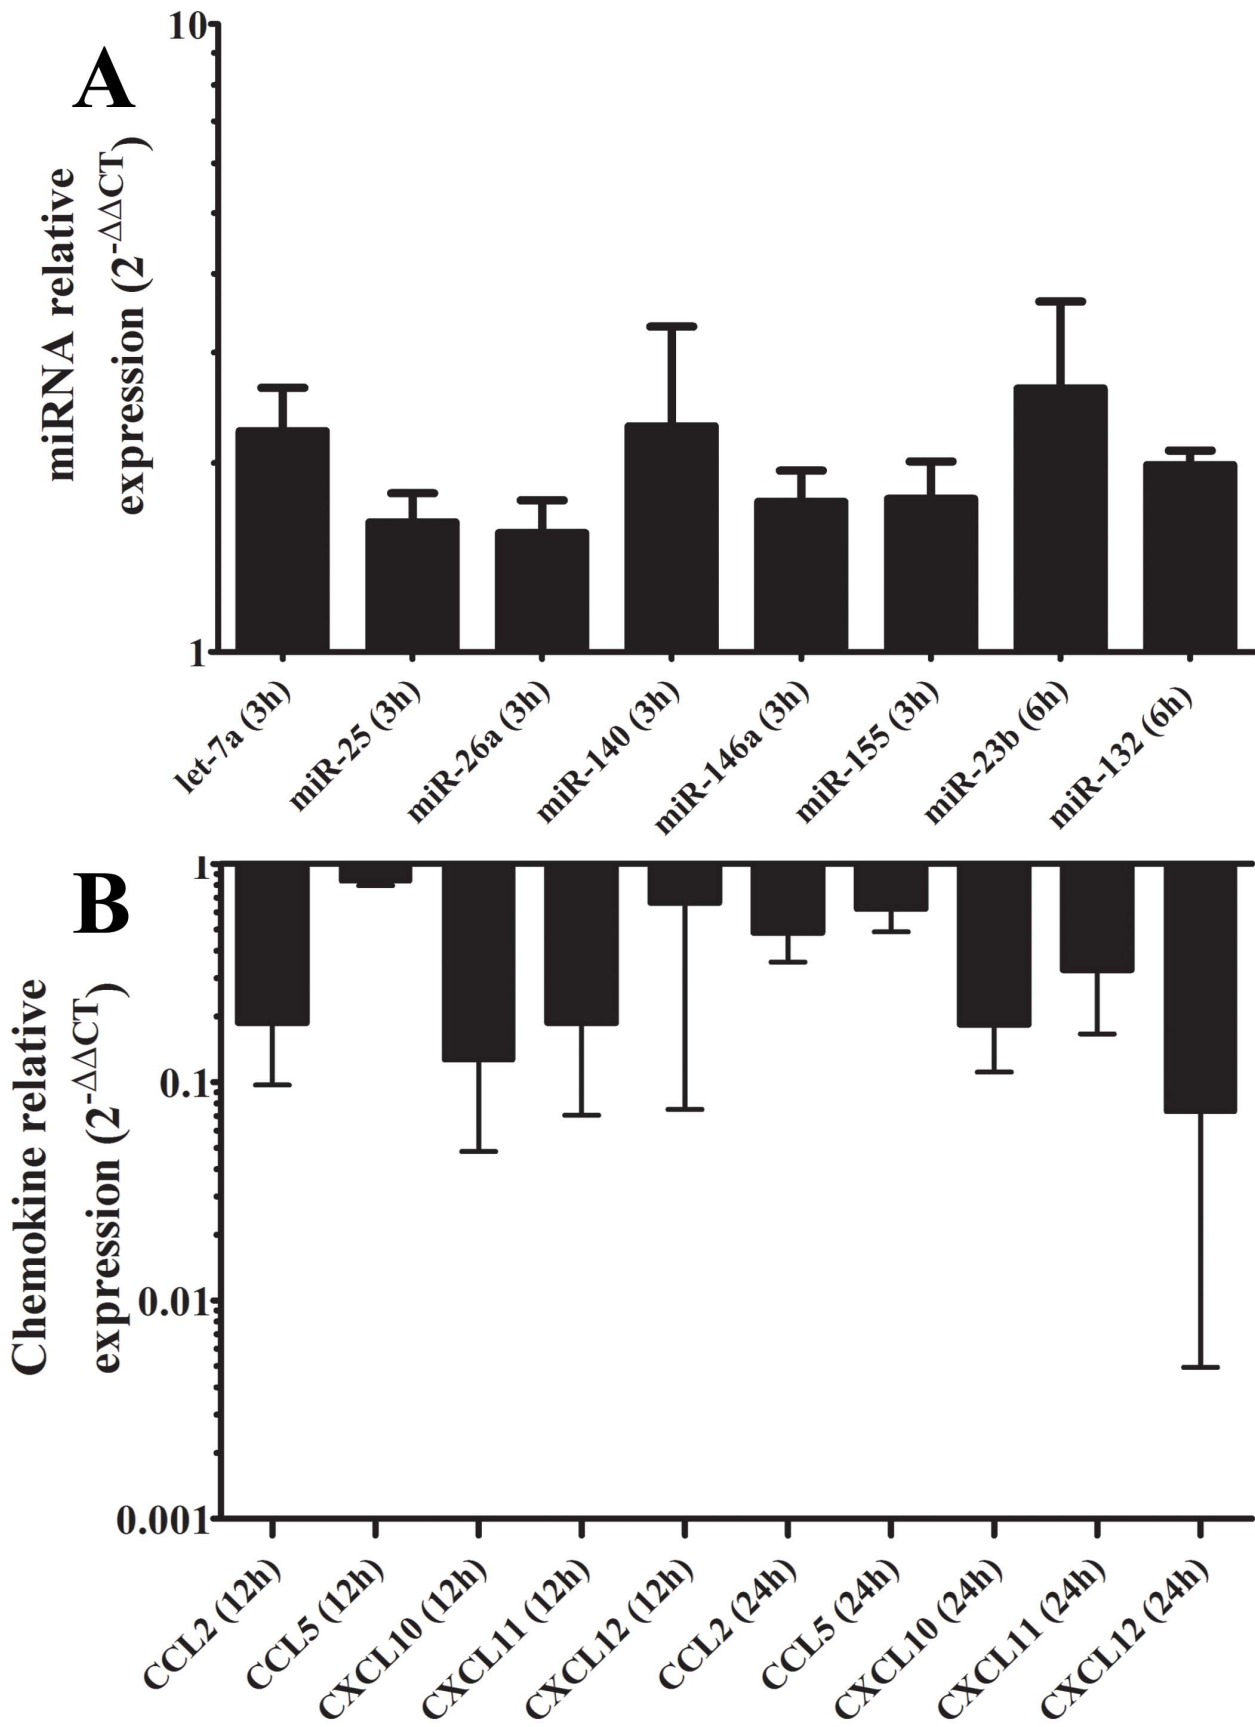 A
miRNA relative
expression (2-ΔΔCT)
10
1
let-7a (3h)
miR-25 (3h)
miR-26a (3h)
miR-140 (3h)
miR-146a (3h)
miR-155 (3h)
miR-23b (6h)
miR-132 (6h)
B
Chemokine relative
expression (2-ΔΔCT)
1
0.1
0.01
0.001
CCL2 (12h)
CCL5 (12h)
CXCL10 (12h)
CXCL11 (12h)
CXCL12 (12h)
CCL2 (24h)
CCL5 (24h)
CXCL10 (24h)
CXCL11 (24h)
CXCL12 (24h)